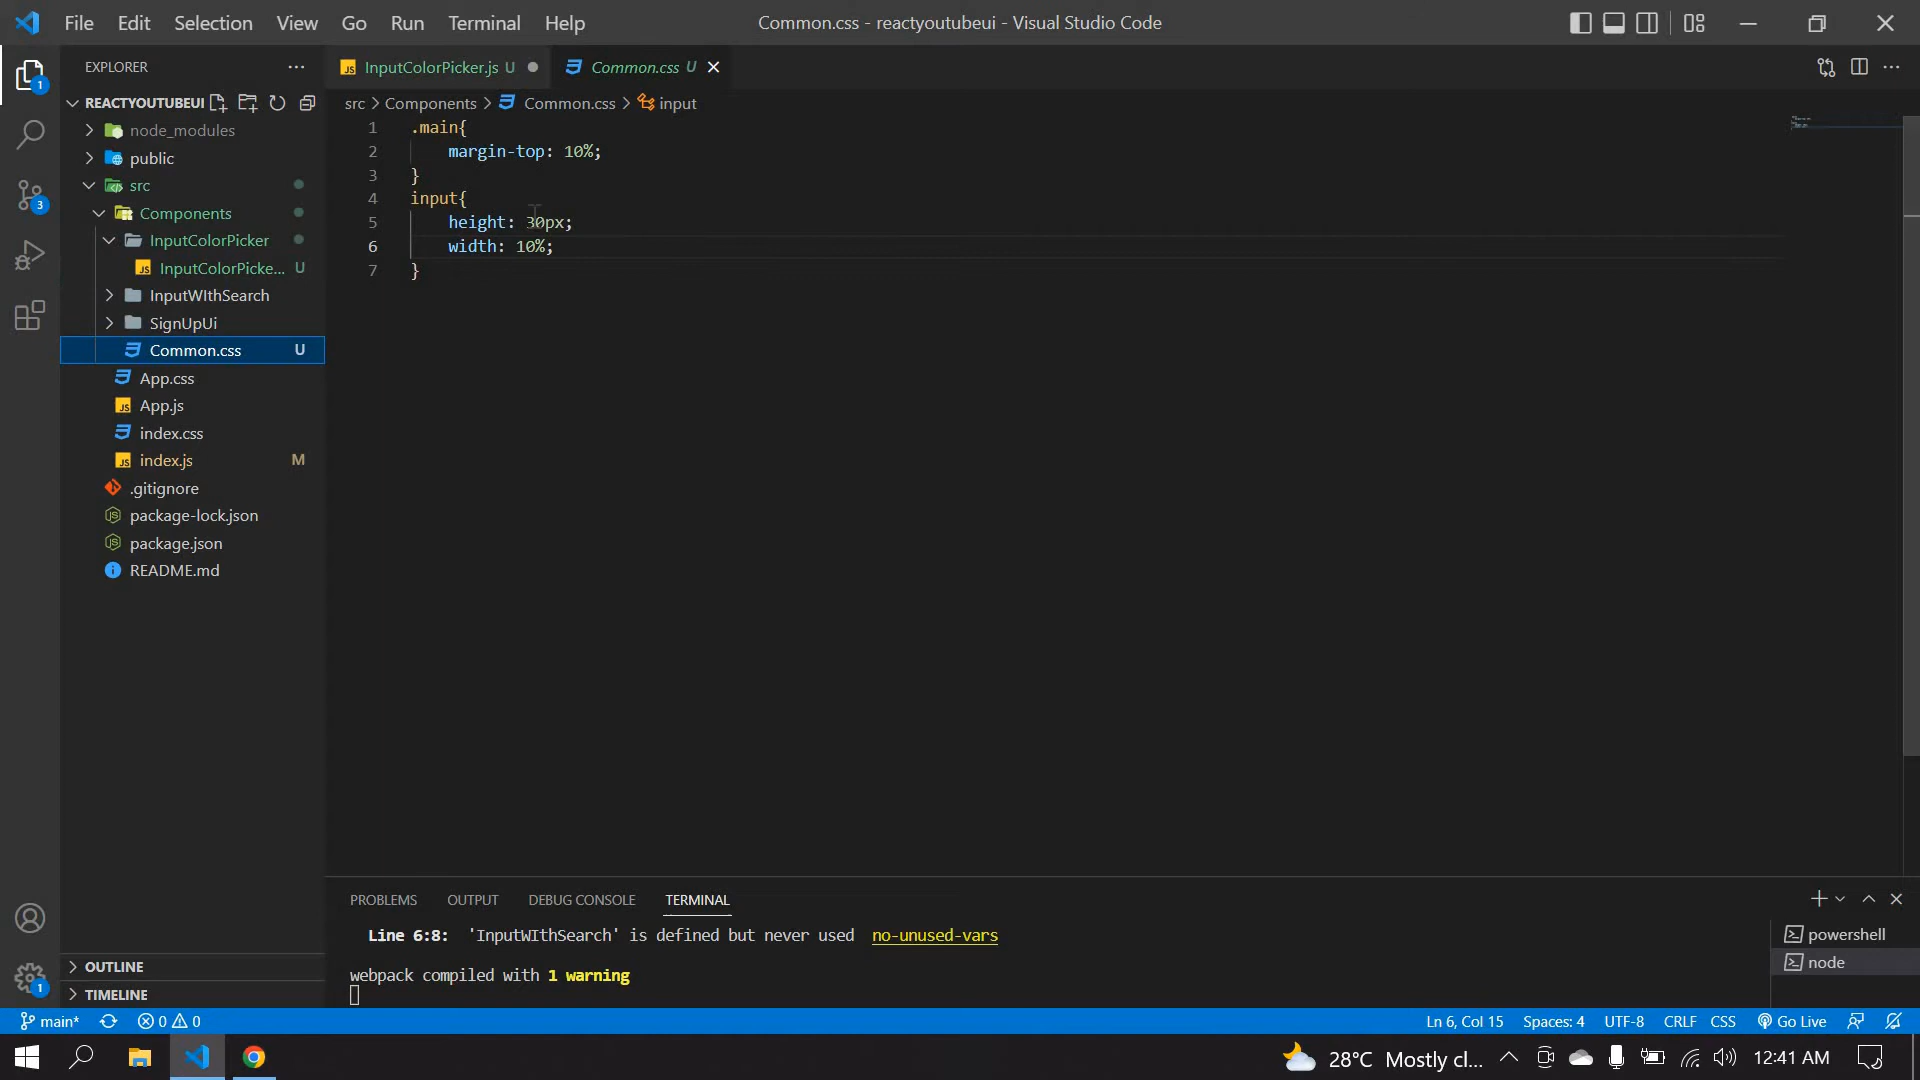 File Edit Selection View Go Run Terminal Help
Common.css - reactyoutubeui - Visual Studio Code
EXPLORER
REACTYOUTUBEUI
node_modules
public
src
Components
InputColorPicker
JS InputColorPicke... U
InputWIthSearch
SignUpUi
Common.css U
App.css
JS App.js
index.css
JS index.js M
.gitignore
package-lock.json
package.json
README.md
OUTLINE
TIMELINE
1
3
1
JS InputColorPicker.js U
Common.css U
src > Components > Common.css > input
1 .main{
2 margin-top: 10%;
3 }
4 input{
5 height: 30px;
6 width: 10%;
7 }
PROBLEMS OUTPUT DEBUG CONSOLE TERMINAL
Line 6:8: 'InputWIthSearch' is defined but never used no-unused-vars
webpack compiled with 1 warning
powershell
node
main* 0 0
Ln 6, Col 15 Spaces: 4 UTF-8 CRLF CSS Go Live
28°C Mostly cl... 12:41 AM